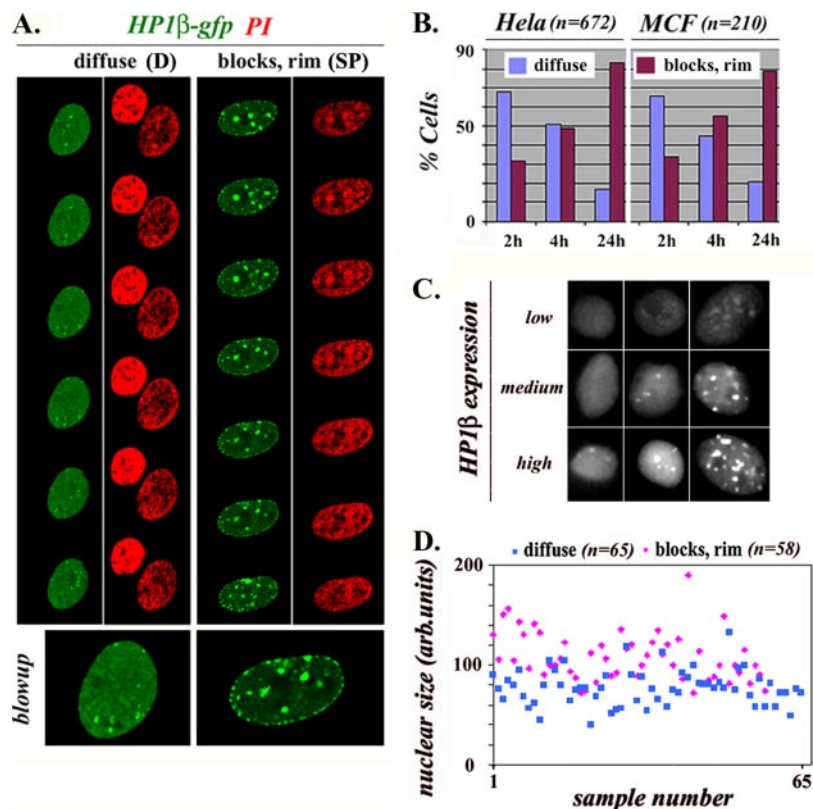 A.
HP1β-gfp PI
diffuse (D)
blocks, rim (SP)
blowup
B.
Hela (n=672)
MCF (n=210)
diffuse
blocks, rim
% Cells
90
50
0
2h
4h
24h
2h
4h
24h
C.
HP1β expression
low
medium
high
D.
diffuse (n=65)
blocks, rim (n=58)
nuclear size (arb.units)
200
100
0
1
65
sample number